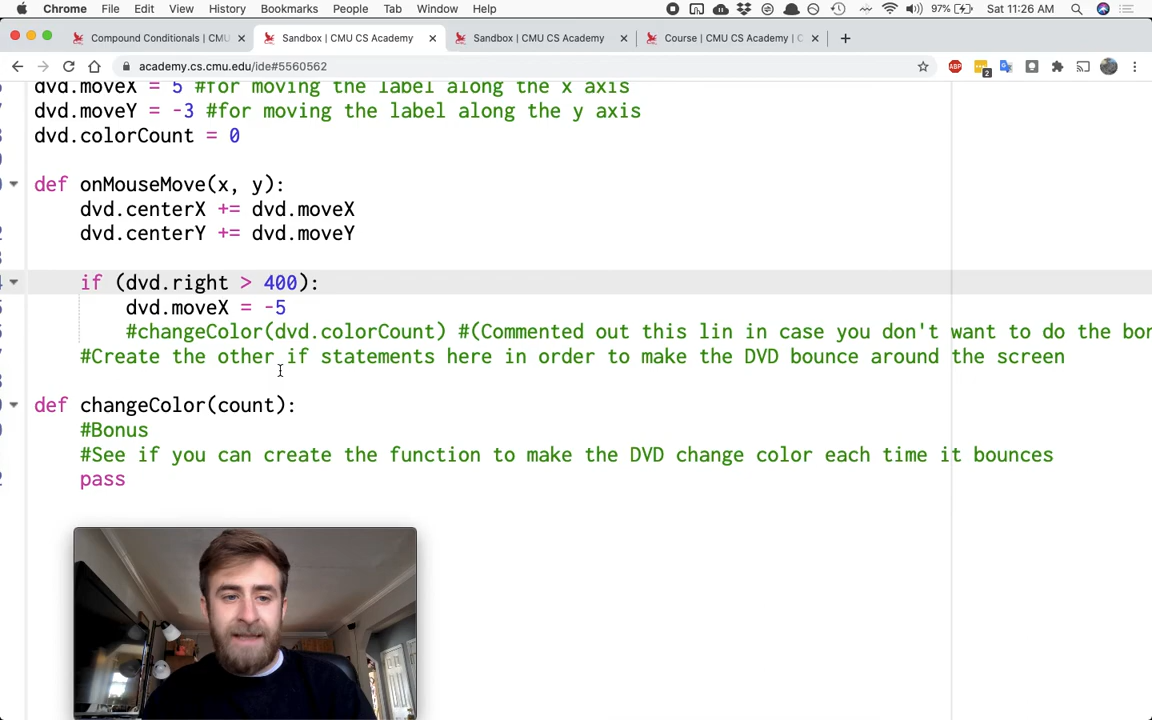 Chrome File Edit View History Bookmarks People Tab Window Help 97% Sat 11:26 AM
Compound Conditionals | CMU Sandbox | CMU CS Academy Sandbox | CMU CS Academy Course | CMU CS Academy | C
academy.cs.cmu.edu/ide#5560562
ABP 2
dvd.moveX = 5 #for moving the label along the x axis
dvd.moveY = -3 #for moving the label along the y axis
dvd.colorCount = 0
def onMouseMove(x, y):
dvd.centerX += dvd.moveX
dvd.centerY += dvd.moveY
if (dvd.right > 400):
dvd.moveX = -5
#changeColor(dvd.colorCount) #(Commented out this lin in case you don't want to do the bon
#Create the other if statements here in order to make the DVD bounce around the screen
def changeColor(count):
#Bonus
#See if you can create the function to make the DVD change color each time it bounces
pass